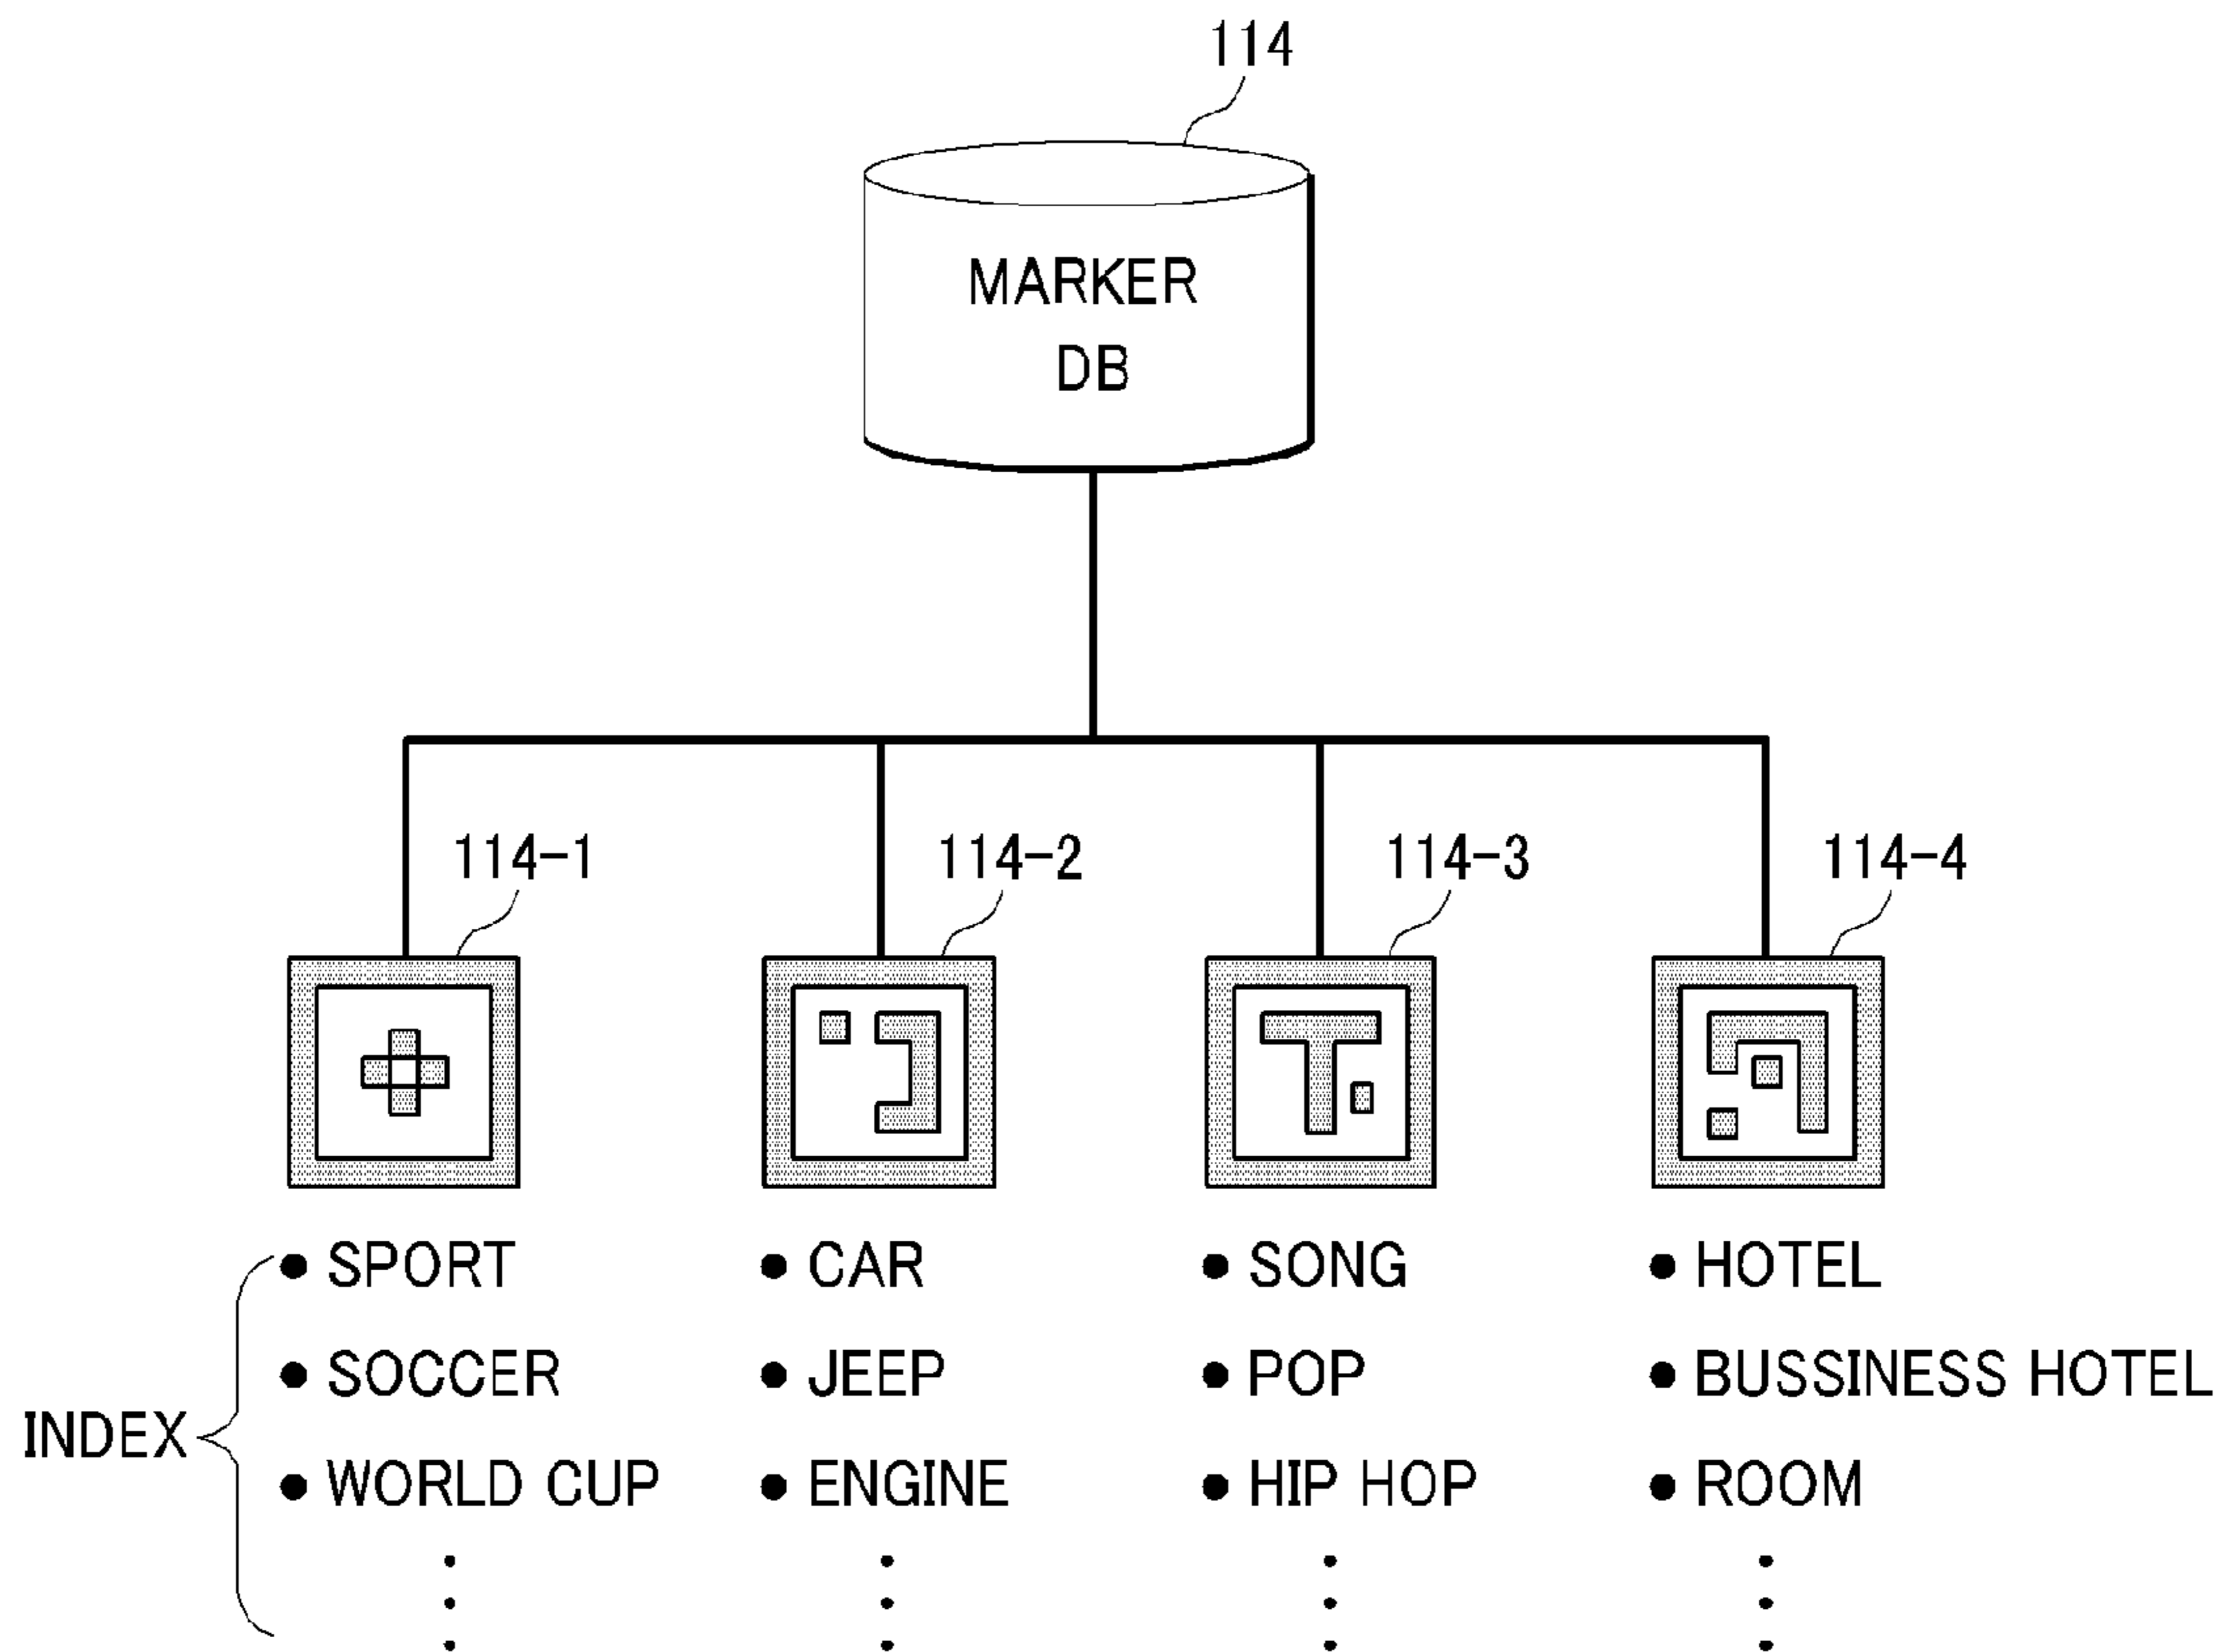 114
MARKER
DB
114-1 114-2 114-3 114-4
• SPORT • CAR • SONG • HOTEL
• SOCCER • JEEP • POP • BUSSINESS HOTEL
INDEX
• WORLD CUP • ENGINE • HIP HOP • ROOM